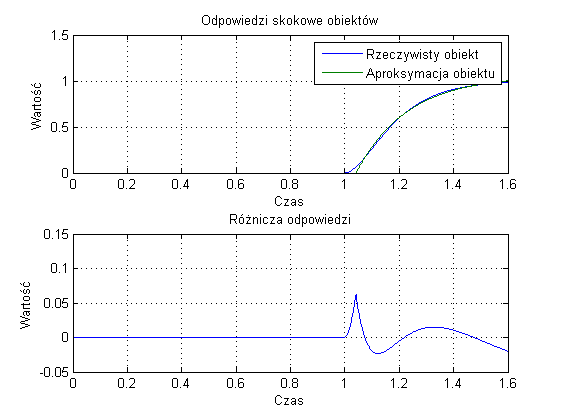 Odpowiedzi skokowe obiektów
1.5
1
0.5
0
Wartość
Rzeczywisty obiekt
Aproksymacja obiektu
0 0.2 0.4 0.6 0.8 1 1.2 1.4 1.6
Czas
Różnicza odpowiedzi
0.15
0.1
0.05
0
-0.05
Wartość
0 0.2 0.4 0.6 0.8 1 1.2 1.4 1.6
Czas